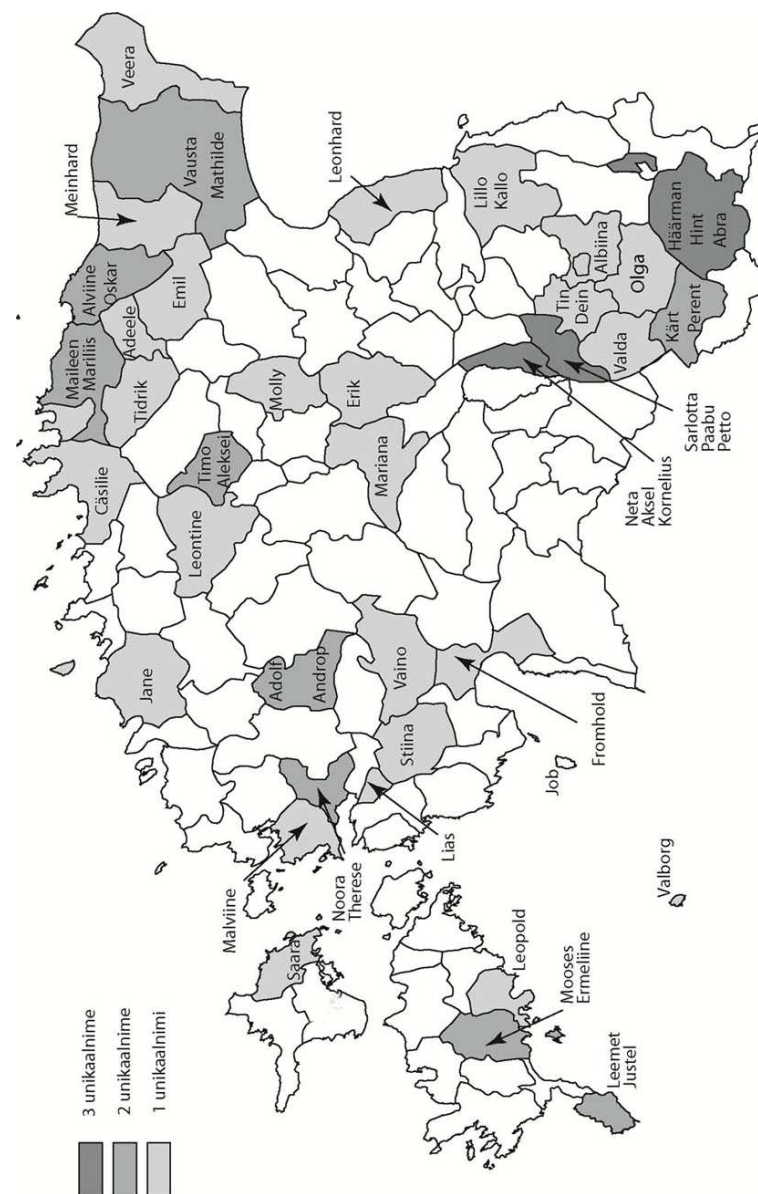 3 unikaalnime
2 unikaalnime
1 unikaalnimi
Veera
Vausta
Mathilde
Meinhard
Alviine
Oskar
Maileen
Mariliis
Adeele
Emil
Tidrik
Cäsilie
Timo
Aleksei
Leontine
Molly
Erik
Mariana
Leonhard
Lillo
Kallo
Albiina
Tin
Dein
Olga
Häärman
Hint
Abra
Kärt
Perent
Valda
Sarlotta
Paabu
Petto
Neta
Aksel
Kornelius
Jane
Adolf
Androp
Vaino
Fromhold
Stiina
Job
Lias
Malviine
Noora
Therese
Saara
Valborg
Leopold
Mooses
Ermeliine
Leemet
Justel